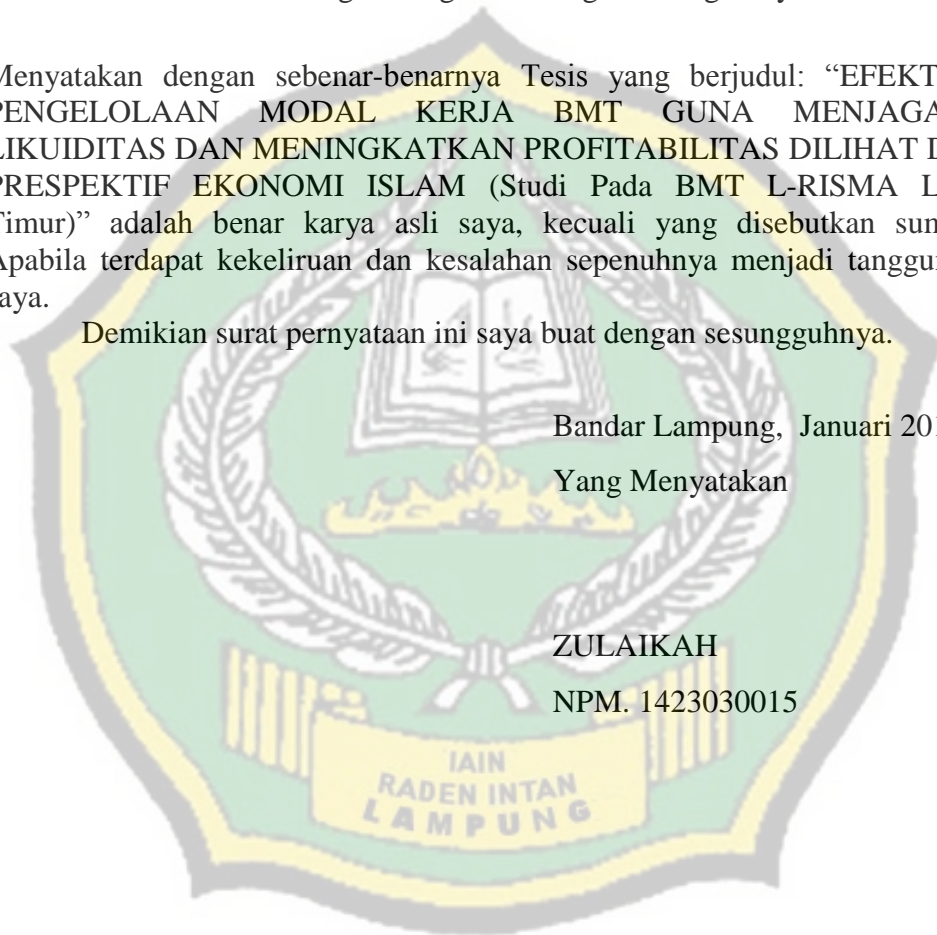 Menyatakan dengan sebenar-benarnya Tesis yang berjudul: “EFEKT
PENGELOLAAN MODAL KERJA BMT GUNA MENJAGA
LIKUIDITAS DAN MENINGKATKAN PROFITABILITAS DILIHAT D
PRESPEKTIF EKONOMI ISLAM (Studi Pada BMT L-RISMA L
Timur)” adalah benar karya asli saya, kecuali yang disebutkan sum
Apabila terdapat kekeliruan dan kesalahan sepenuhnya menjadi tanggu
saya.
Demikian surat pernyataan ini saya buat dengan sesungguhnya.
Bandar Lampung, Januari 201
Yang Menyatakan
ZULAIKAH
NPM. 1423030015
IAIN
RADEN INTAN
LAMPUNG